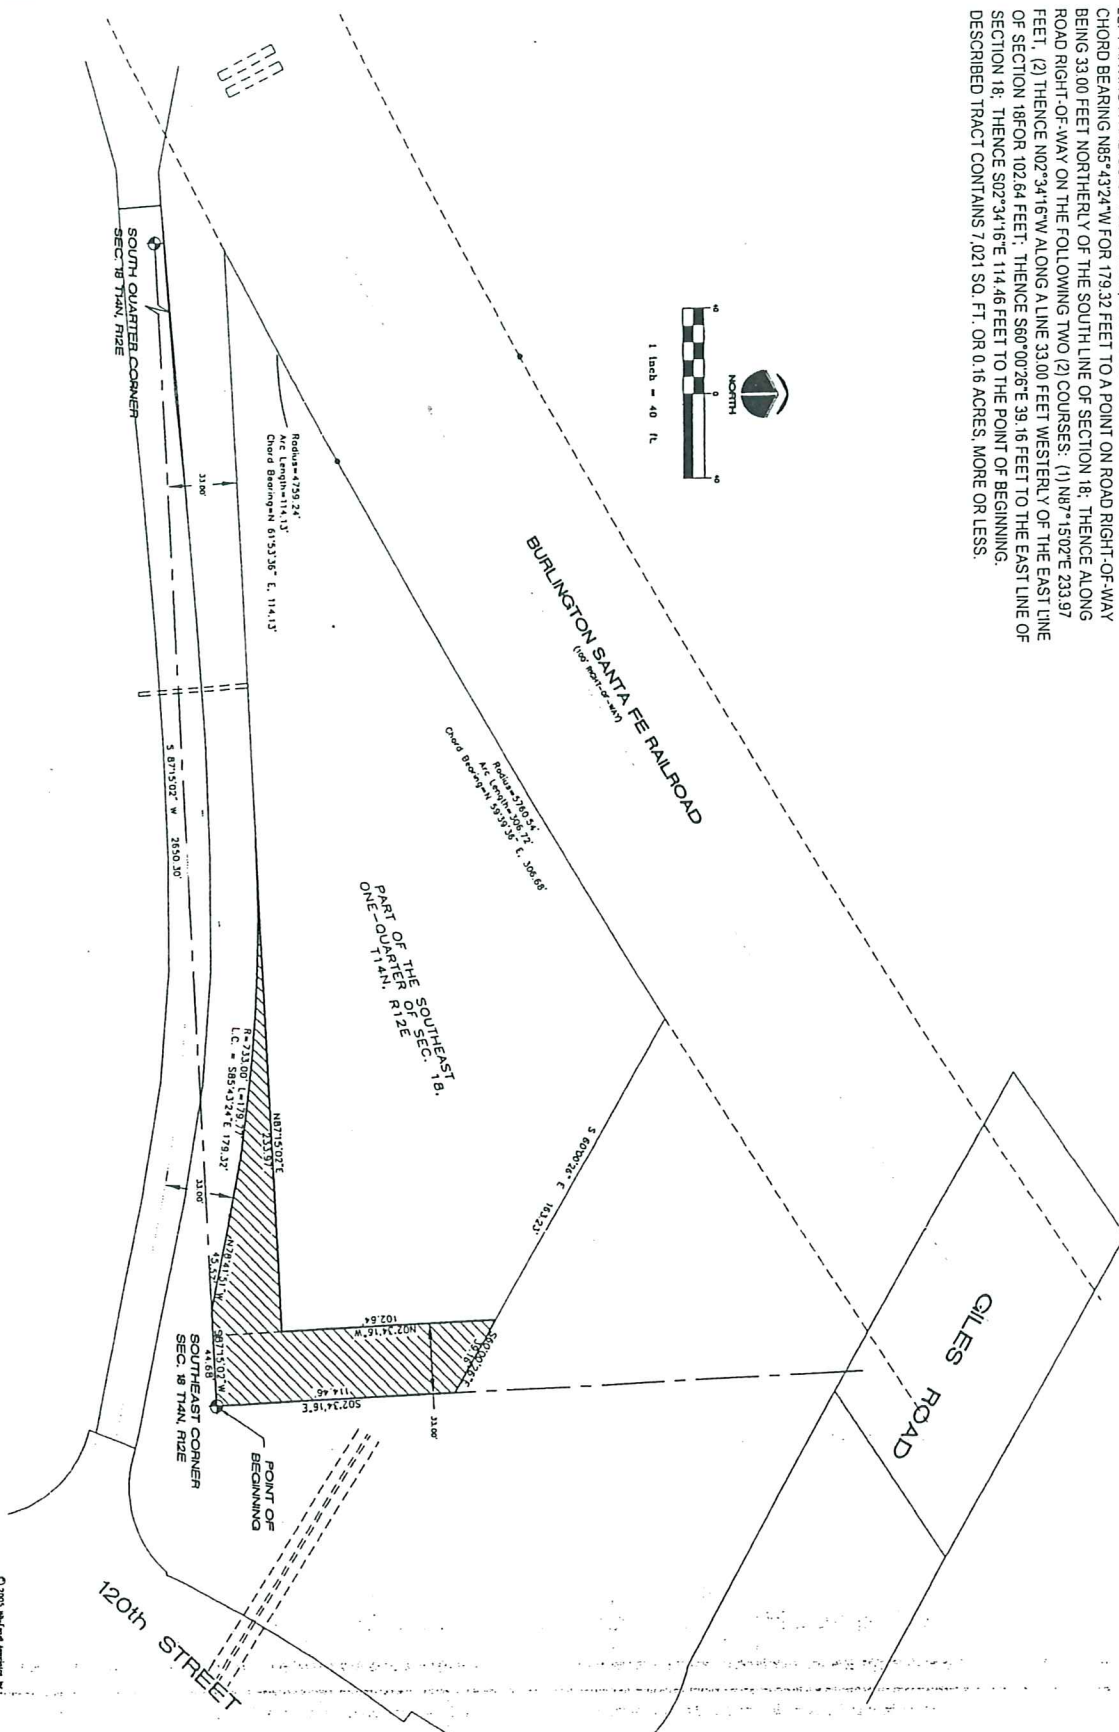 CHORD BEARING N85°43'24"W FOR 179.32 FEET TO A POINT ON ROAD RIGHT-OF-WAY
BEING 33.00 FEET NORTHERLY OF THE SOUTH LINE OF SECTION 18; THENCE ALONG
ROAD RIGHT-OF-WAY ON THE FOLLOWING TWO (2) COURSES: (1) N87°15'02"E 233.97
FEET, (2) THENCE N02°34'16"W ALONG A LINE 33.00 FEET WESTERLY OF THE EAST LINE
OF SECTION 18FOR 102.64 FEET; THENCE S60°00'26"E 39.16 FEET TO THE EAST LINE OF
SECTION 18; THENCE S02°34'16"E 114.46 FEET TO THE POINT OF BEGINNING.
DESCRIBED TRACT CONTAINS 7,021 SQ. FT. OR 0.16 ACRES, MORE OR LESS.
NORTH
40
0
40
1 inch = 40 ft.
BURLINGTON SANTA FE RAILROAD
(100' RIGHT-OF-WAY)
GILES ROAD
Radius=5760.54'
Arc Length=306.72'
Chord Bearing=N 59°39'36" E, 306.68'
Radius=4759.24'
Arc Length=114.13'
Chord Bearing=N 61°53'36" E, 114.13'
S 60°00'26" E 163.23'
PART OF THE SOUTHEAST
ONE-QUARTER OF SEC. 18,
T14N, R12E
N87°15'02"E
233.97'
R=733.00' L=179.77'
L.C. = S85°43'24"E 179.32'
N78°41'51"W
45.57'
S87°15'02"W
44.68'
N02°34'16"W
102.64'
S60°00'26"E
39.16'
S02°34'16"E
114.46'
33.00'
33.00'
33.00'
S 87°15'02" W 2650.30'
SOUTH QUARTER CORNER
SEC. 18 T14N, R12E
SOUTHEAST CORNER
SEC. 18 T14N, R12E
POINT OF
BEGINNING
120th STREET